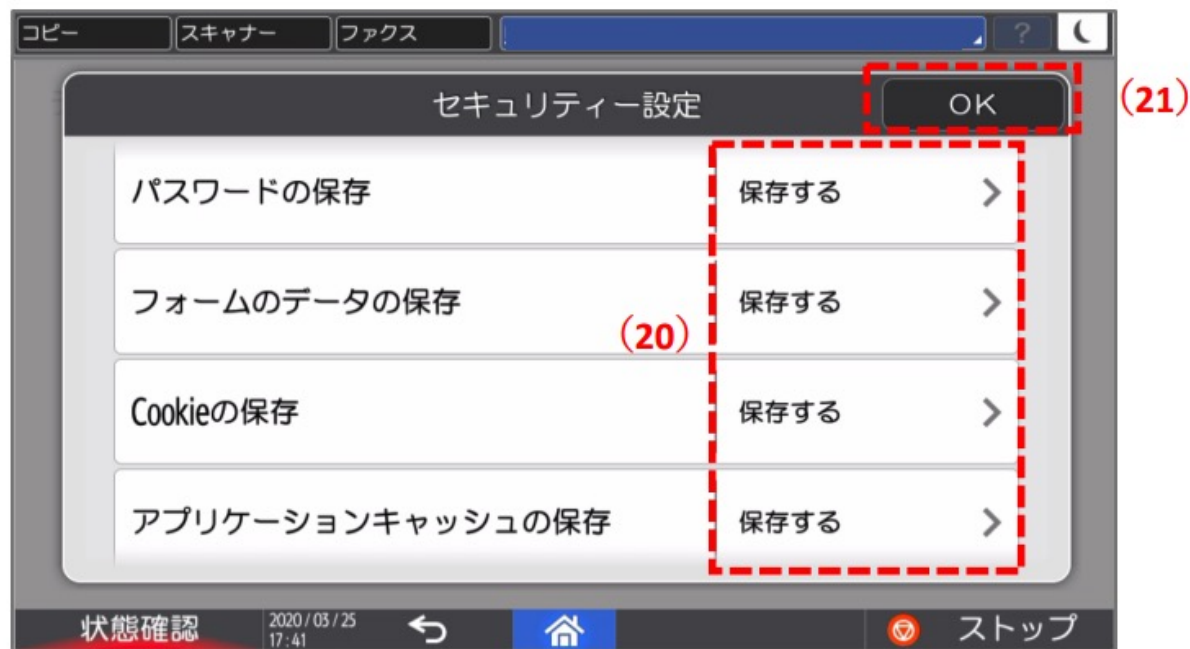 コピー スキャナー ファクス ?
セキュリティー設定 OK (21)
パスワードの保存 保存する
フォームのデータの保存 保存する
(20)
Cookieの保存 保存する
アプリケーションキャッシュの保存 保存する
状態確認 2020/03/25 ストップ
17:41